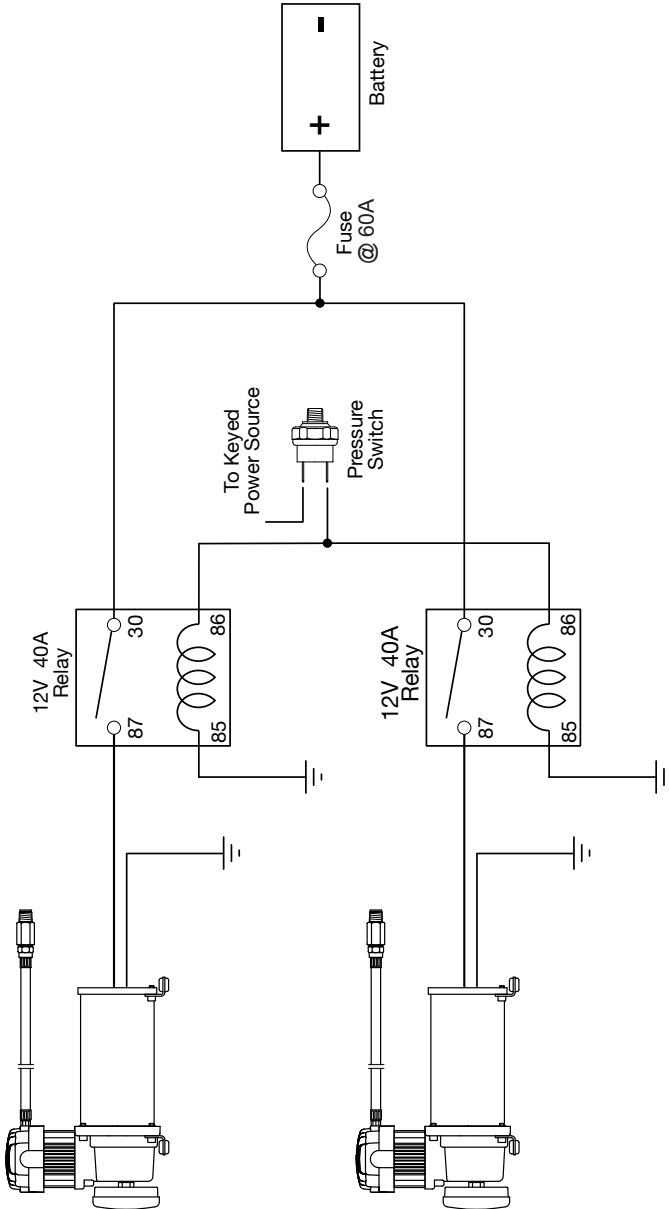 12V 40A
Relay
87
30
85
86
12V 40A
Relay
87
30
85
86
To Keyed
Power Source
Pressure
Switch
Fuse
@ 60A
+
-
Battery